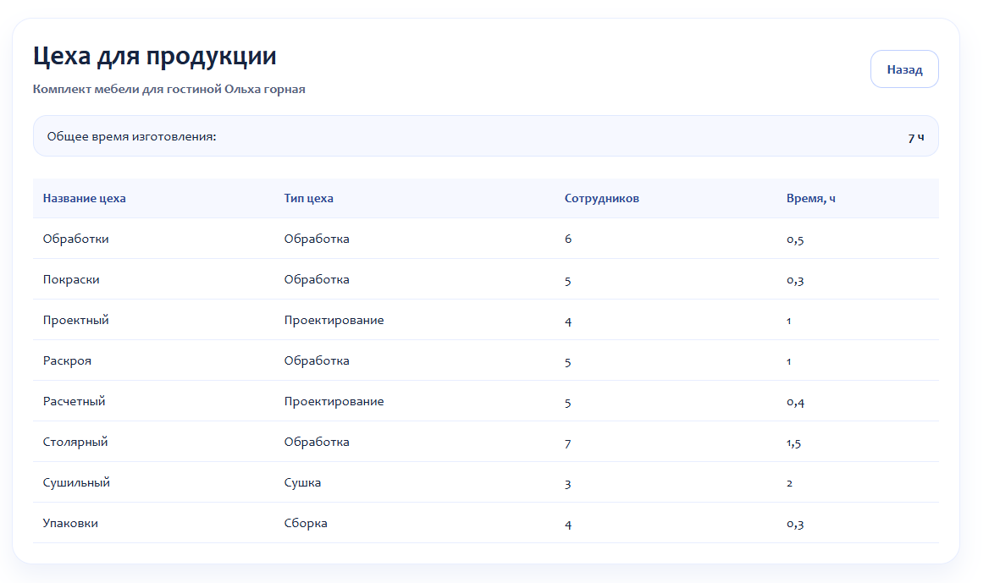 Цеха для продукции
Назад
Комплект мебели для гостиной Ольха горная
Общее время изготовления: 7 ч
Название цеха Тип цеха Сотрудников Время, ч
Обработки Обработка 6 0,5
Покраски Обработка 5 0,3
Проектный Проектирование 4 1
Раскроя Обработка 5 1
Расчетный Проектирование 5 0,4
Столярный Обработка 7 1,5
Сушильный Сушка 3 2
Упаковки Сборка 4 0,3